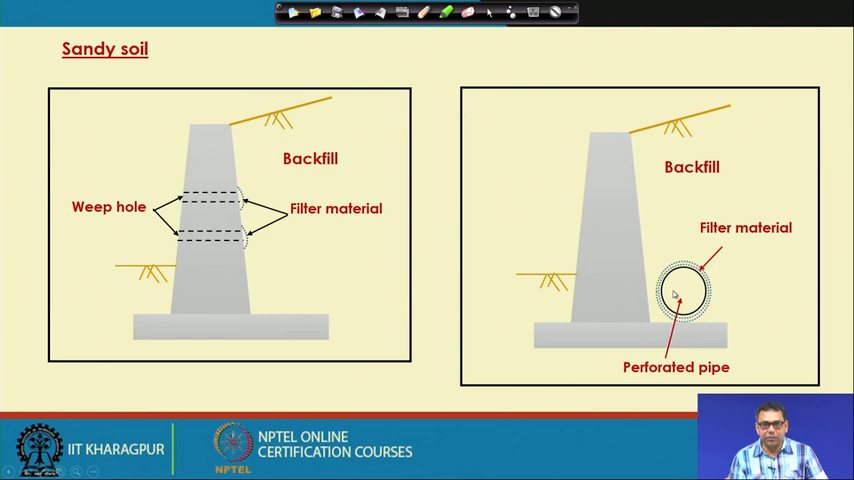 Sandy soil
Backfill
Weep hole
Filter material
Backfill
Filter material
Perforated pipe
IIT KHARAGPUR
NPTEL
NPTEL ONLINE
CERTIFICATION COURSES